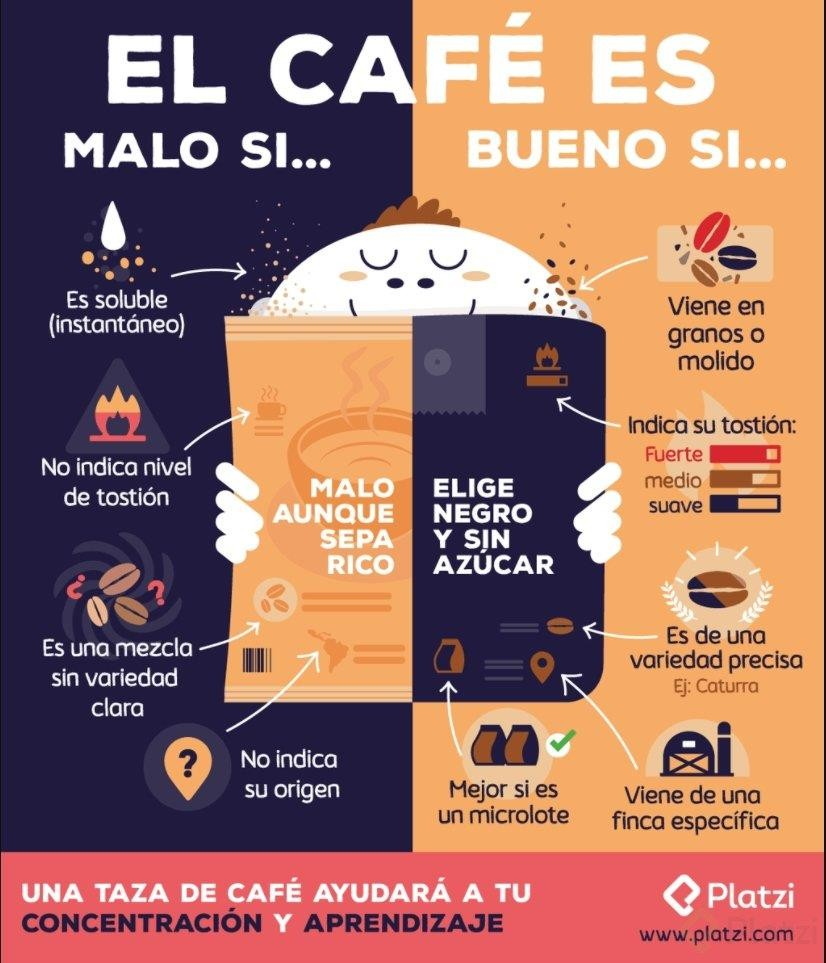 EL CAFÉ ES
MALO SI...
BUENO SI...
Es soluble
(instantáneo)
No indica nivel
de tostión
¿ ?
Es una mezcla
sin variedad
clara
?
No indica
su origen
MALO
AUNQUE
SEPA
RICO
ELIGE
NEGRO
Y SIN
AZÚCAR
Viene en
granos o
molido
Indica su tostión:
Fuerte
medio
suave
Es de una
variedad precisa
Ej: Caturra
Mejor si es
un microlote
Viene de una
finca específica
UNA TAZA DE CAFÉ AYUDARÁ A TU
CONCENTRACIÓN Y APRENDIZAJE
Platzi
www.platzi.com
Platzi